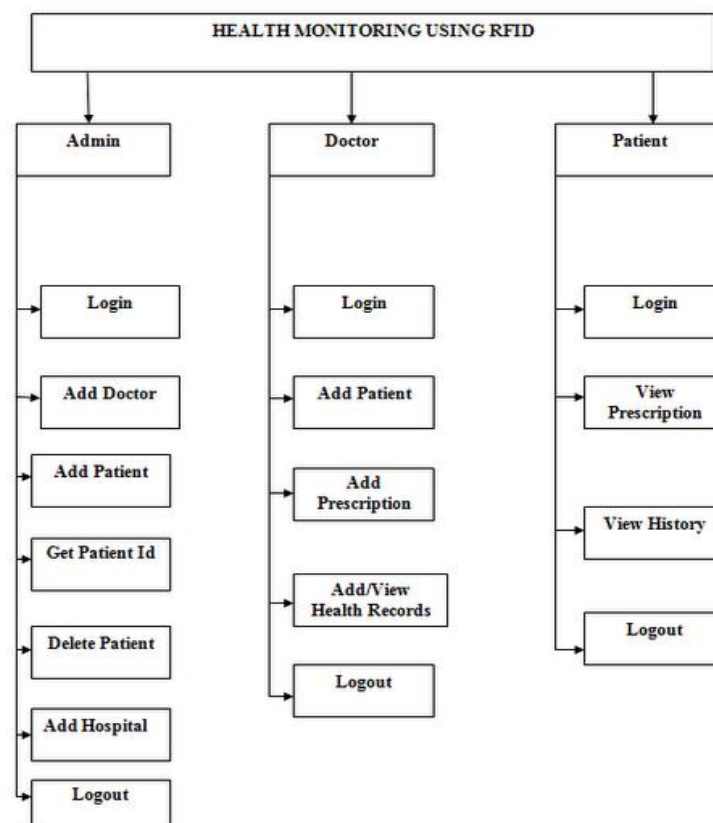 HEALTH MONITORING USING RFID
Admin
Doctor
Patient
Login
Add Doctor
Add Patient
Get Patient Id
Delete Patient
Add Hospital
Logout
Login
Add Patient
Add
Prescription
Add/View
Health Records
Logout
Login
View
Prescription
View History
Logout